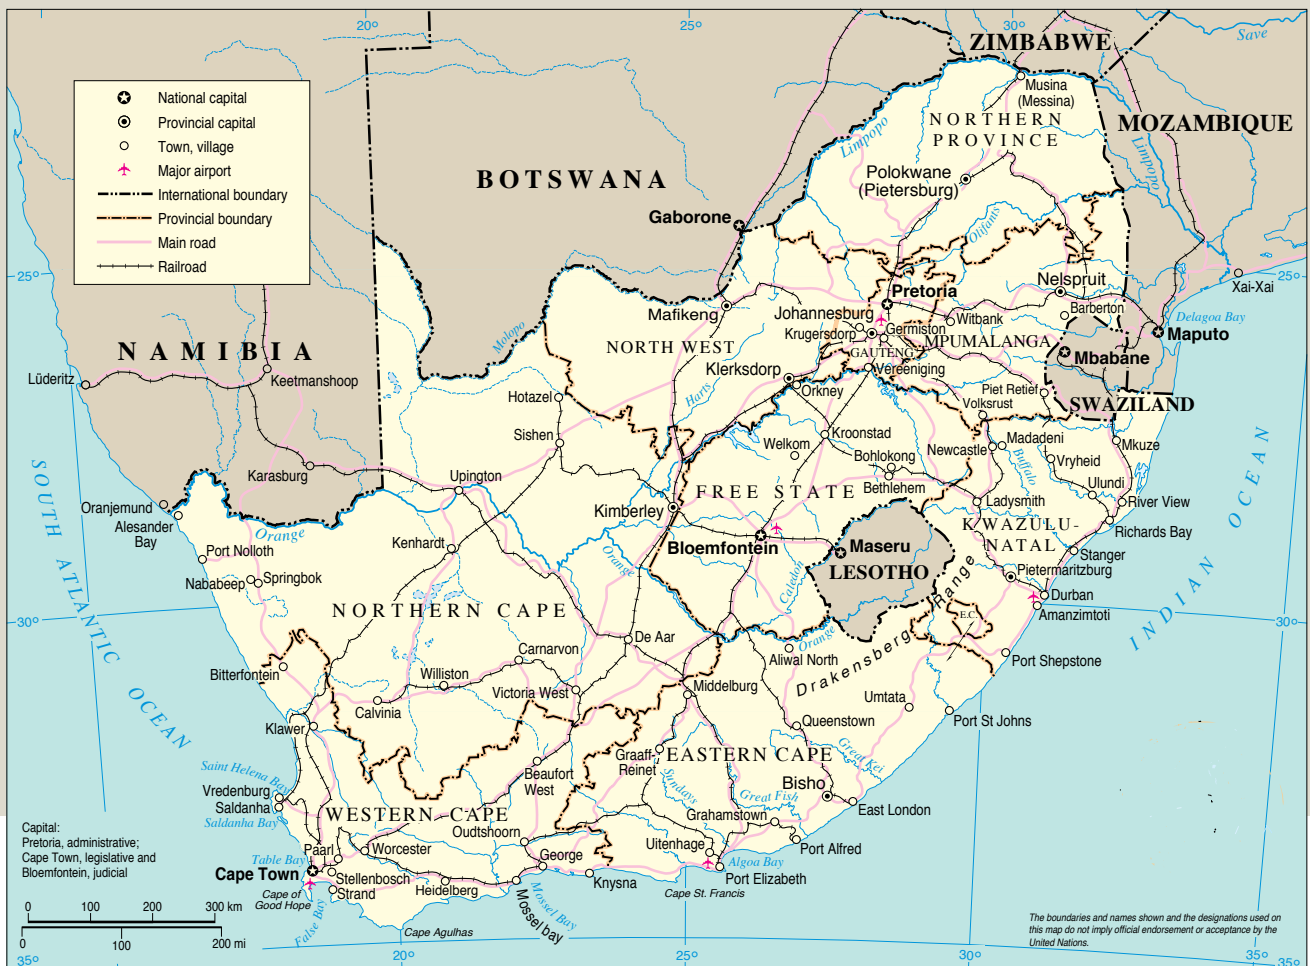 20°
25°
30°
ZIMBABWE
Save
Musina
(Messina)
National capital
Provincial capital
Town, village
Major airport
International boundary
Provincial boundary
Main road
Railroad
NORTHERN
PROVINCE
MOZAMBIQUE
Limpopo
Limpopo
BOTSWANA
Polokwane
(Pietersburg)
Gaborone
Olifants
25°
25°
Xai-Xai
Nelspruit
Pretoria
Mafikeng
Johannesburg
Witbank
Barberton
Delagoa Bay
Krugersdorp
Germiston
Maputo
Molopo
NAMIBIA
NORTH WEST
GAUTENG
MPUMALANGA
Mbabane
Lüderitz
Keetmanshoop
Klerksdorp
Vereeniging
Orkney
Piet Retief
Hotazel
Harts
Volksrust
SWAZILAND
Sishen
Welkom
Kroonstad
Newcastle
Madadeni
Mkuze
Bohlokong
Buffalo
Vryheid
Karasburg
Upington
Bethlehem
Ulundi
FREE STATE
Ladysmith
River View
Oranjemund
Kimberley
Alesander
Bay
Orange
KWAZULU-
NATAL
Richards Bay
Kenhardt
Bloemfontein
Maseru
Stanger
Port Nolloth
Orange
LESOTHO
Pietermaritzburg
Nababeep
Springbok
Caledon
Durban
Amanzimtoti
NORTHERN CAPE
E.C.
30°
30°
De Aar
Orange
Drakensberg Range
Carnarvon
Aliwal North
Port Shepstone
Bitterfontein
Williston
Victoria West
Middelburg
Umtata
Calvinia
Port St Johns
Klawer
Queenstown
SOUTH ATLANTIC OCEAN
INDIAN OCEAN
Graaff-
Reinet
EASTERN CAPE
Great Kei
Saint Helena Bay
Beaufort
West
Sundays
Bisho
Vredenburg
Saldanha
Great Fish
East London
Saldanha Bay
WESTERN CAPE
Grahamstown
Capital:
Pretoria, administrative;
Cape Town, legislative and
Bloemfontein, judicial
Oudtshoorn
Uitenhage
Port Alfred
Paarl
Worcester
George
Table Bay
Algoa Bay
Cape Town
Stellenbosch
Port Elizabeth
Strand
Heidelberg
Knysna
Cape St. Francis
Cape of
Good Hope
Mossel Bay
Mossel bay
False Bay
Cape Agulhas
0 100 200 300 km
0 100 200 mi
The boundaries and names shown and the designations used on
this map do not imply official endorsement or acceptance by the
United Nations.
35°
20°
25°
30°
35°
35°